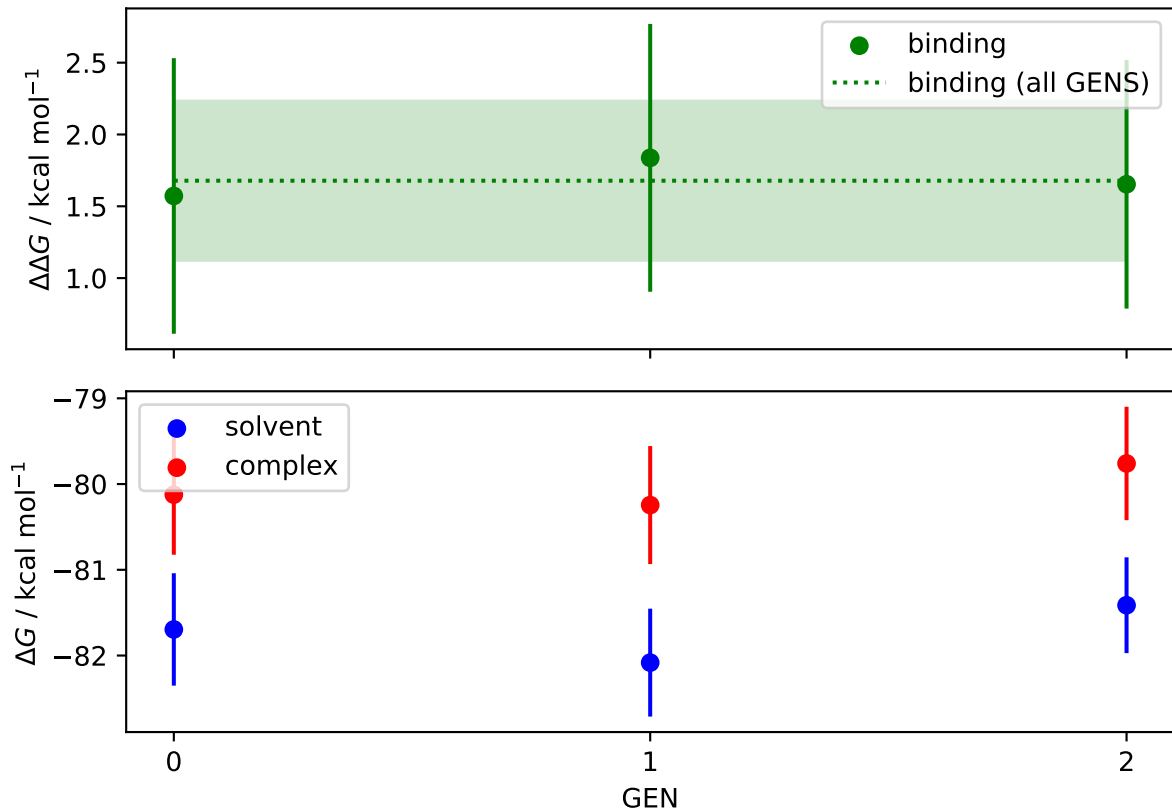 binding
binding (all GENS)
2.5
2.0
1.5
1.0
ΔΔG / kcal mol⁻¹
solvent
complex
−79
−80
−81
−82
ΔG / kcal mol⁻¹
0 1 2
GEN